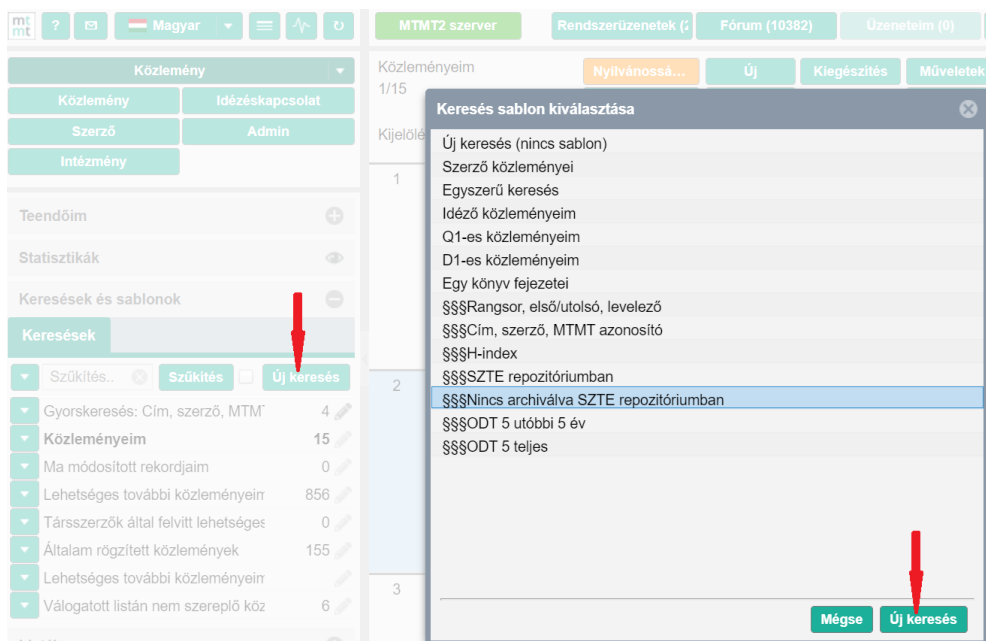 mt
mt
?
Magyar
MTMT2 szerver
Rendszerüzenetek (2
Fórum (10382)
Üzeneteim (0)
Közlemény
Közlemény
Idézéskapcsolat
Szerző
Admin
Intézmény
Teendőim
Statisztikák
Keresések és sablonok
Keresések
Szűkítés..
Szűkítés
Új keresés
Gyorskeresés: Cím, szerző, MTMT 4
Közleményeim 15
Ma módosított rekordjaim 0
Lehetséges további közleményeim 856
Társszerzők által felvitt lehetséges 0
Általam rögzített közlemények 155
Lehetséges további közleményeim
Válogatott listán nem szereplő köz 6
Közleményeim
1/15
Nyilvánossá...
Új
Kiegészítés
Műveletek
Kijelölé
1
2
3
Keresés sablon kiválasztása
Új keresés (nincs sablon)
Szerző közleményei
Egyszerű keresés
Idéző közleményeim
Q1-es közleményeim
D1-es közleményeim
Egy könyv fejezetei
§§§Rangsor, első/utolsó, levelező
§§§Cím, szerző, MTMT azonosító
§§§H-index
§§§SZTE repozitóriumban
§§§Nincs archiválva SZTE repozitóriumban
§§§ODT 5 utóbbi 5 év
§§§ODT 5 teljes
Mégse
Új keresés